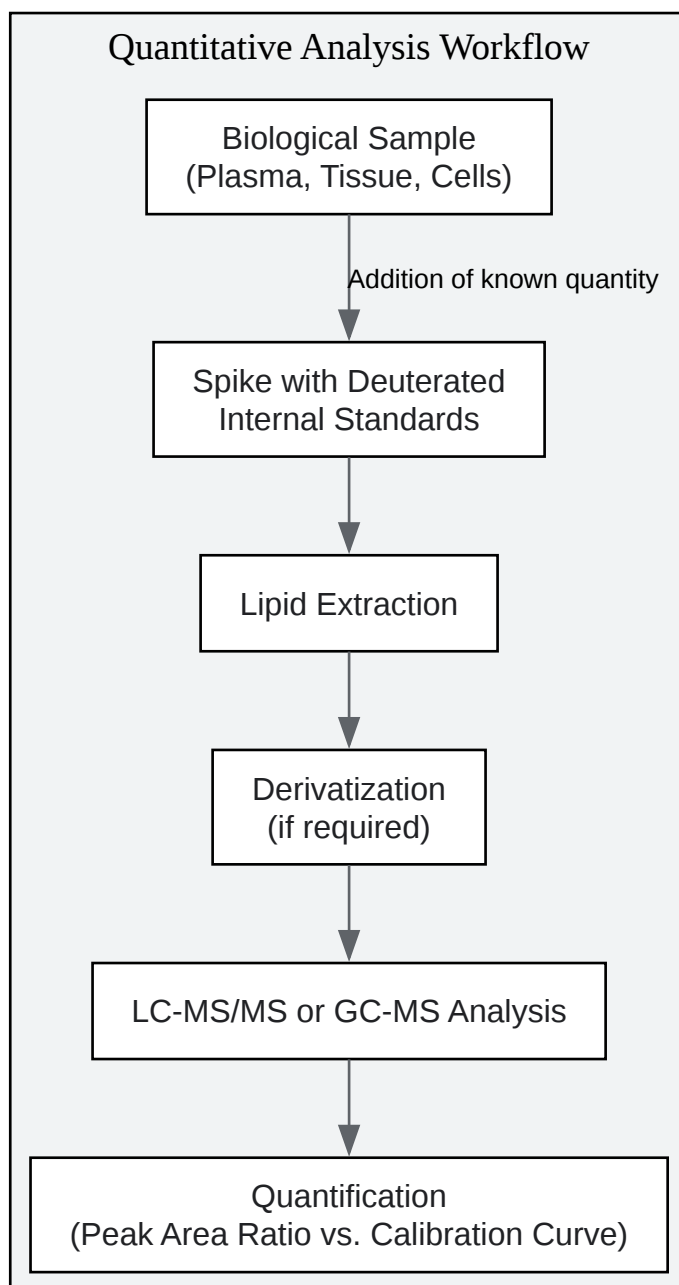 Quantitative Analysis Workflow
Biological Sample
(Plasma, Tissue, Cells)
Addition of known quantity
Spike with Deuterated
Internal Standards
Lipid Extraction
Derivatization
(if required)
LC-MS/MS or GC-MS Analysis
Quantification
(Peak Area Ratio vs. Calibration Curve)